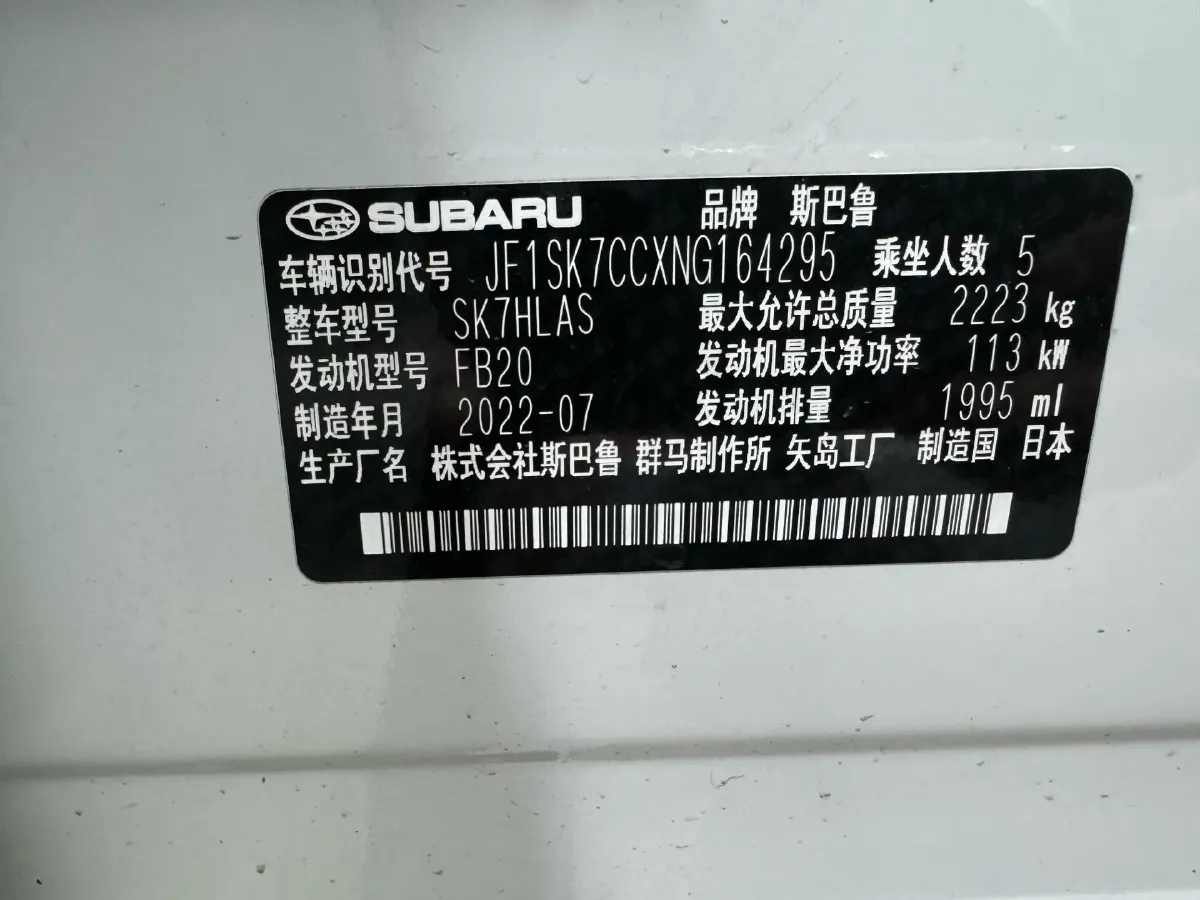 SUBARU 品牌 斯巴鲁
车辆识别代号 JF1SK7CCXNG164295 乘坐人数 5
整车型号 SK7HLAS 最大允许总质量 2223 kg
发动机型号 FB20 发动机最大净功率 113 kW
制造年月 2022-07 发动机排量 1995 ml
生产厂名 株式会社斯巴鲁 群马制作所 矢岛工厂 制造国 日本